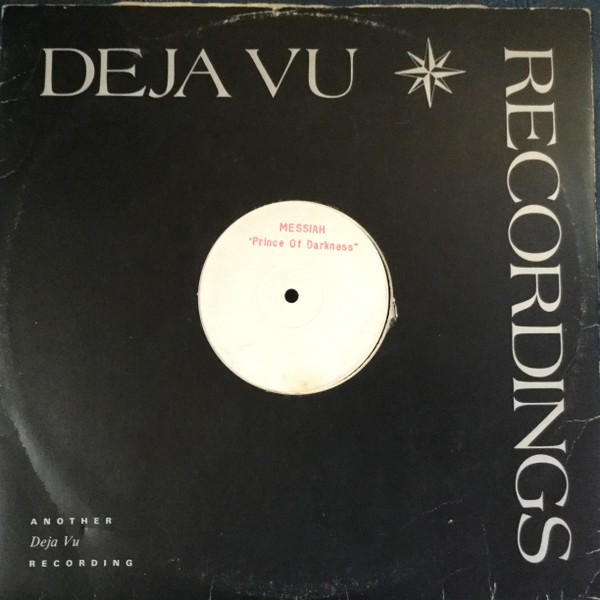 DEJA VU
RECORDINGS
MESSIAH
"Prince Of Darkness"
ANOTHER
Deja Vu
RECORDING